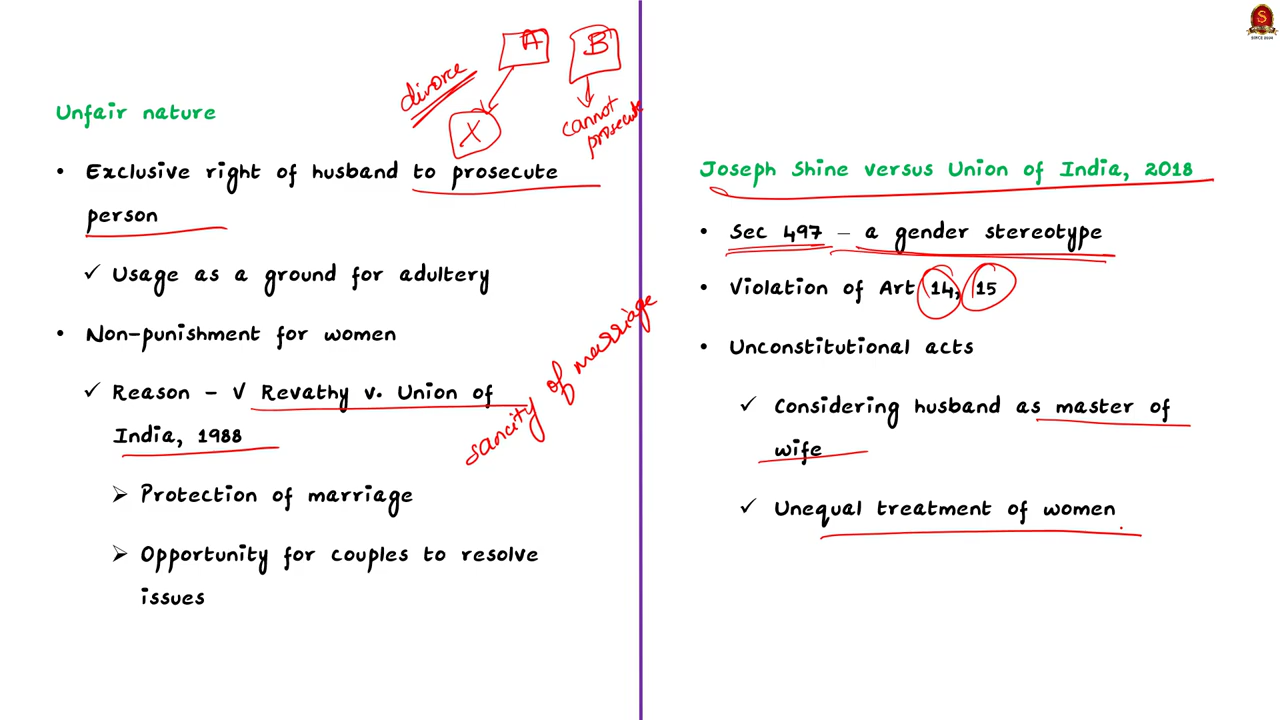 A B
divorce
X
cannot
prosecute
Unfair nature
• Exclusive right of husband to prosecute
person
✓ Usage as a ground for adultery
• Non-punishment for women
✓ Reason – V Revathy v. Union of
India, 1988
sancity of marriage
➢ Protection of marriage
➢ Opportunity for couples to resolve
issues
S
SINCE 2004
Joseph Shine versus Union of India, 2018
• Sec 497 – a gender stereotype
• Violation of Art 14, 15
• Unconstitutional acts
✓ Considering husband as master of
wife
✓ Unequal treatment of women